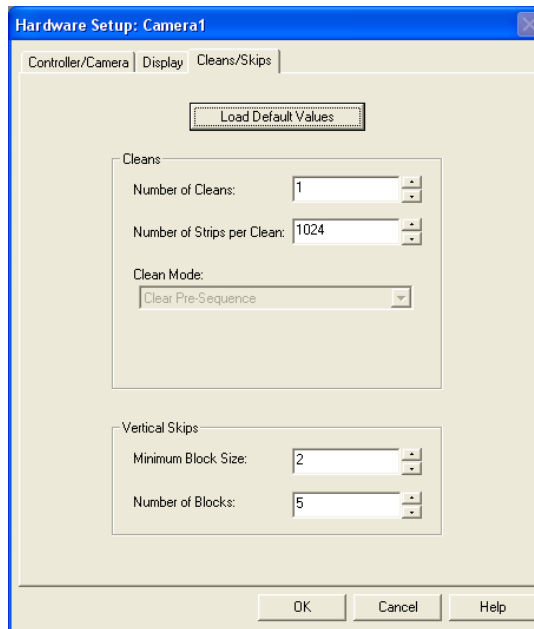 Hardware Setup: Camera1
Controller/Camera Display Cleans/Skips
Load Default Values
Cleans
Number of Cleans: 1
Number of Strips per Clean: 1024
Clean Mode:
Clear Pre-Sequence
Vertical Skips
Minimum Block Size: 2
Number of Blocks: 5
OK Cancel Help